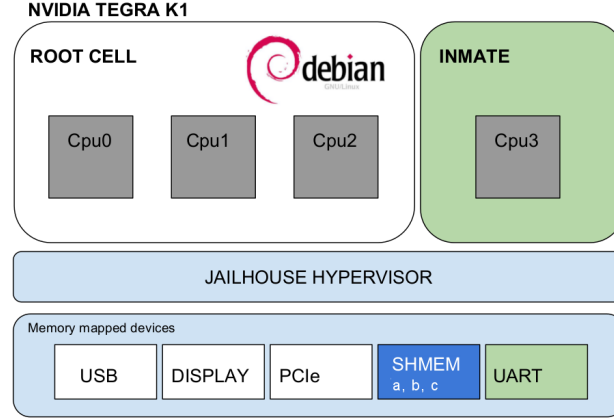 NVIDIA TEGRA K1
ROOT CELL
debian
GNU/Linux
INMATE
Cpu0
Cpu1
Cpu2
Cpu3
JAILHOUSE HYPERVISOR
Memory mapped devices
USB
DISPLAY
PCIe
SHMEM
a, b, c
UART